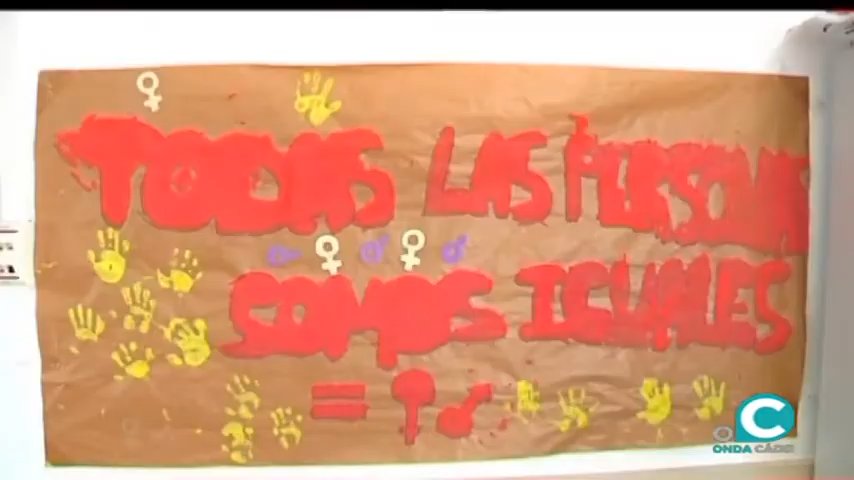 TODAS LAS PERSONAS
SOMOS IGUALES
= ♀ ♂
C
ONDA CÁDIZ